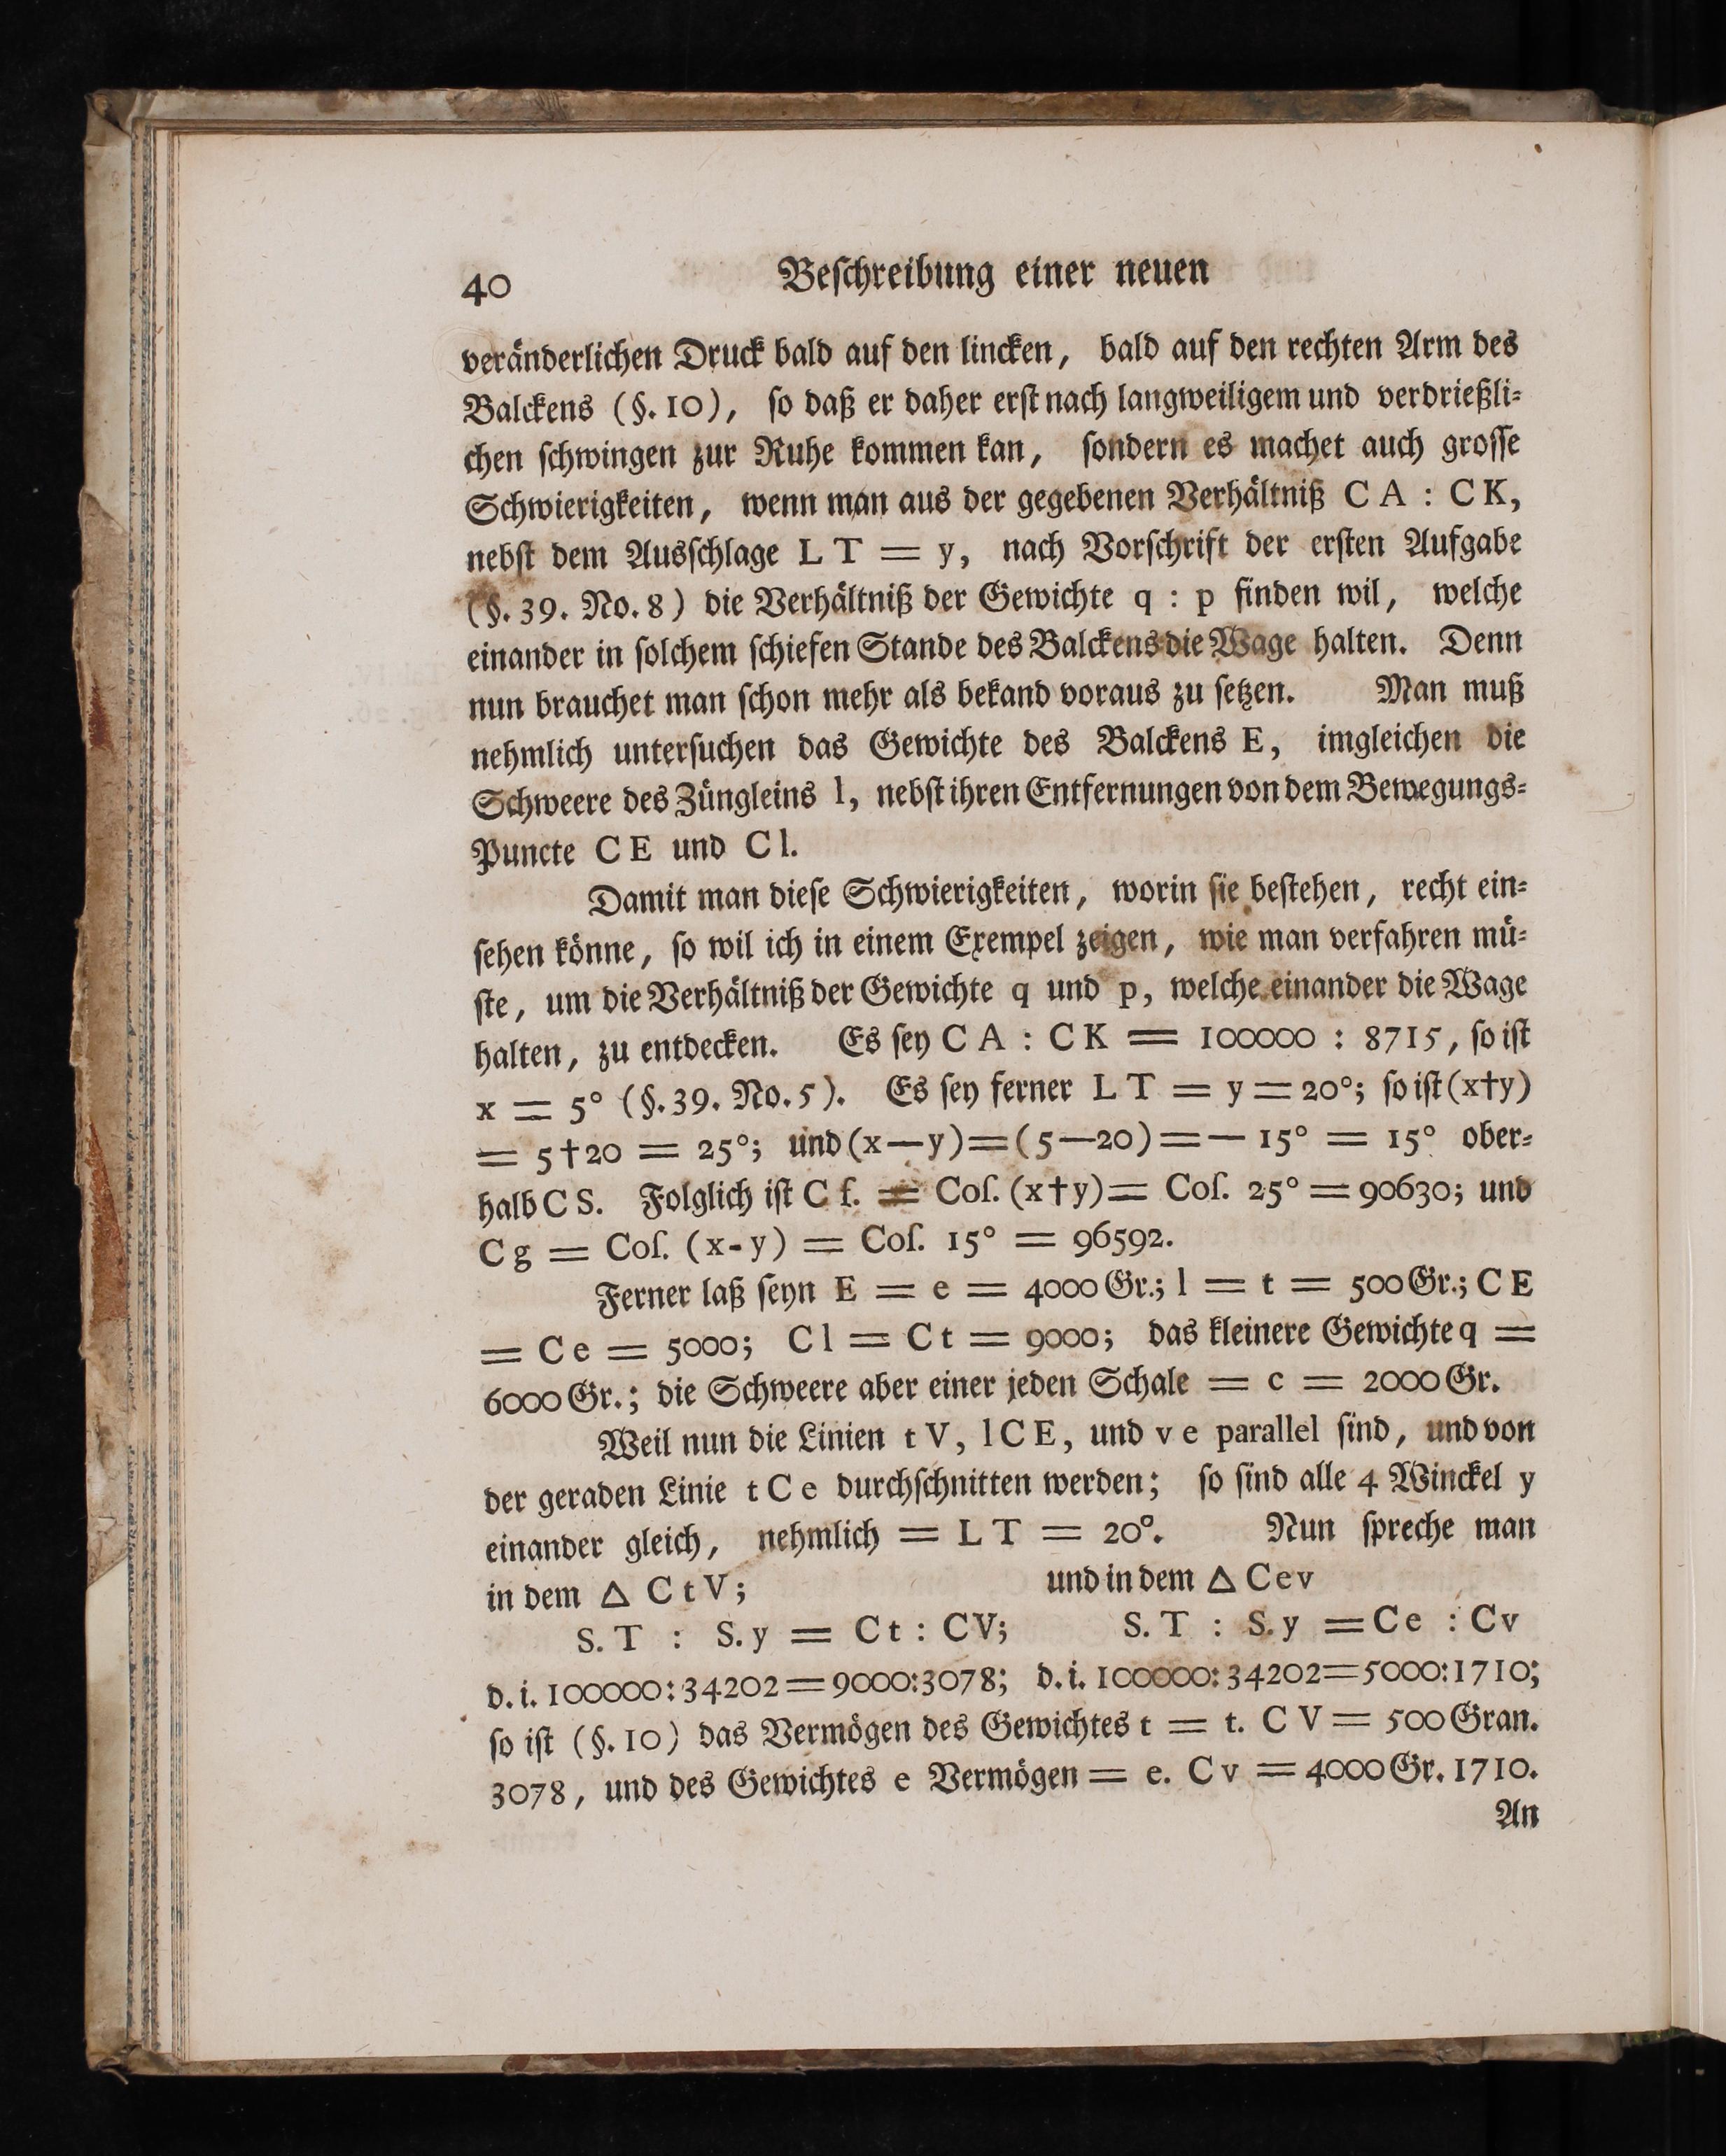 40 Beſchreibung einer neuen
veränderlichen Druck bald auf den lincken, bald auf den rechten Arm des
Balckens (§. 10), ſo daß er daher erſt nach langweiligem und verdrießli-
chen ſchwingen zur Ruhe kommen kan, ſondern es machet auch groſſe
Schwierigkeiten, wenn man aus der gegebenen Verhältniß C A : C K,
nebſt dem Ausſchlage L T = y, nach Vorſchrift der erſten Aufgabe
(§. 39. No. 8) die Verhältniß der Gewichte q : p finden wil, welche
einander in ſolchem ſchiefen Stande des Balckens die Wage halten. Denn
nun brauchet man ſchon mehr als bekand voraus zu ſetzen. Man muß
nehmlich unterſuchen das Gewichte des Balckens E, imgleichen die
Schweere des Züngleins l, nebſt ihren Entfernungen von dem Bewegungs-
Puncte C E und C l.
Damit man dieſe Schwierigkeiten, worin ſie beſtehen, recht ein-
ſehen könne, ſo wil ich in einem Exempel zeigen, wie man verfahren mü-
ſte, um die Verhältniß der Gewichte q und p, welche einander die Wage
halten, zu entdecken. Es ſey C A : C K = 100000 : 8715, ſo iſt
x = 5° (§. 39. No. 5). Es ſey ferner L T = y = 20°; ſo iſt (x†y)
= 5†20 = 25°; und (x—y)=(5—20)=— 15° = 15° ober-
halb C S. Folglich iſt C f. = Coſ. (x†y)= Coſ. 25° = 90630; und
C g = Coſ. (x-y) = Coſ. 15° = 96592.
Ferner laß ſeyn E = e = 4000 Gr.; l = t = 500 Gr.; C E
= C e = 5000; C l = C t = 9000; das kleinere Gewichte q =
6000 Gr.; die Schweere aber einer jeden Schale = c = 2000 Gr.
Weil nun die Linien t V, l C E, und v e parallel ſind, und von
der geraden Linie t C e durchſchnitten werden; ſo ſind alle 4 Winckel y
einander gleich, nehmlich = L T = 20°. Nun ſpreche man
in dem △ C t V; und in dem △ C e v
S. T : S. y = C t : C V; S. T : S. y = C e : C v
d. i. 100000:34202=9000:3078; d. i. 100000:34202=5000:1710;
ſo iſt (§. 10) das Vermögen des Gewichtes t = t. C V = 500 Gran.
3078, und des Gewichtes e Vermögen = e. C v = 4000 Gr. 1710.
An